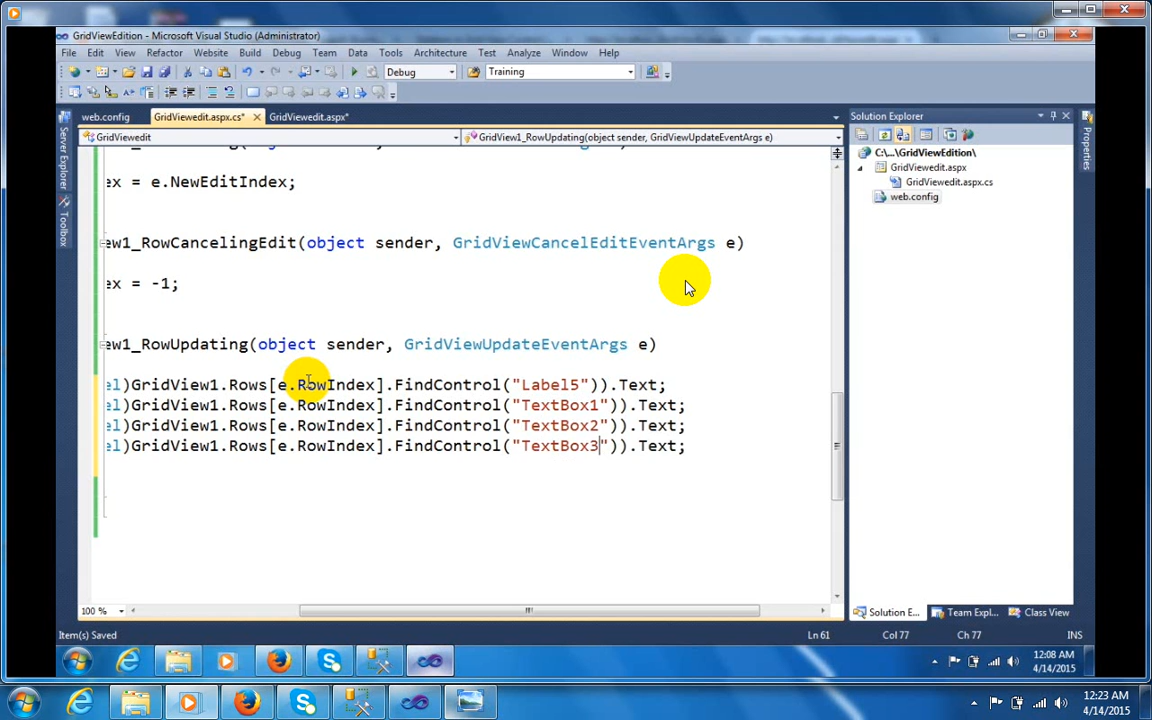 GridViewEdition - Microsoft Visual Studio (Administrator)
File Edit View Refactor Website Build Debug Team Data Tools Architecture Test Analyze Window Help
Debug Training
web.config GridViewedit.aspx.cs* GridViewedit.aspx*
GridViewedit GridView1_RowUpdating(object sender, GridViewUpdateEventArgs e)
ex = e.NewEditIndex;
ew1_RowCancelingEdit(object sender, GridViewCancelEditEventArgs e)
ex = -1;
ew1_RowUpdating(object sender, GridViewUpdateEventArgs e)
el)GridView1.Rows[e.RowIndex].FindControl("Label5")).Text;
el)GridView1.Rows[e.RowIndex].FindControl("TextBox1")).Text;
el)GridView1.Rows[e.RowIndex].FindControl("TextBox2")).Text;
el)GridView1.Rows[e.RowIndex].FindControl("TextBox3")).Text;
100 %
Server Explorer
Toolbox
Solution Explorer
C:\...\GridViewEdition\
GridViewedit.aspx
GridViewedit.aspx.cs
web.config
Properties
Solution E... Team Expl... Class View
Item(s) Saved Ln 61 Col 77 Ch 77 INS
12:08 AM
4/14/2015
12:23 AM
4/14/2015